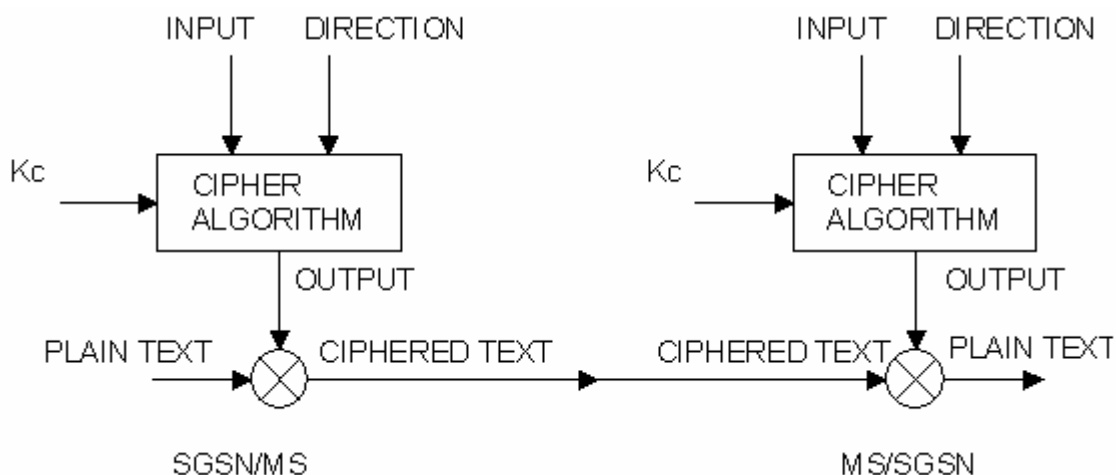 INPUT DIRECTION INPUT DIRECTION
Kc Kc
CIPHER CIPHER
ALGORITHM ALGORITHM
OUTPUT OUTPUT
PLAIN TEXT CIPHERED TEXT CIPHERED TEXT PLAIN TEXT
SGSN/MS MS/SGSN